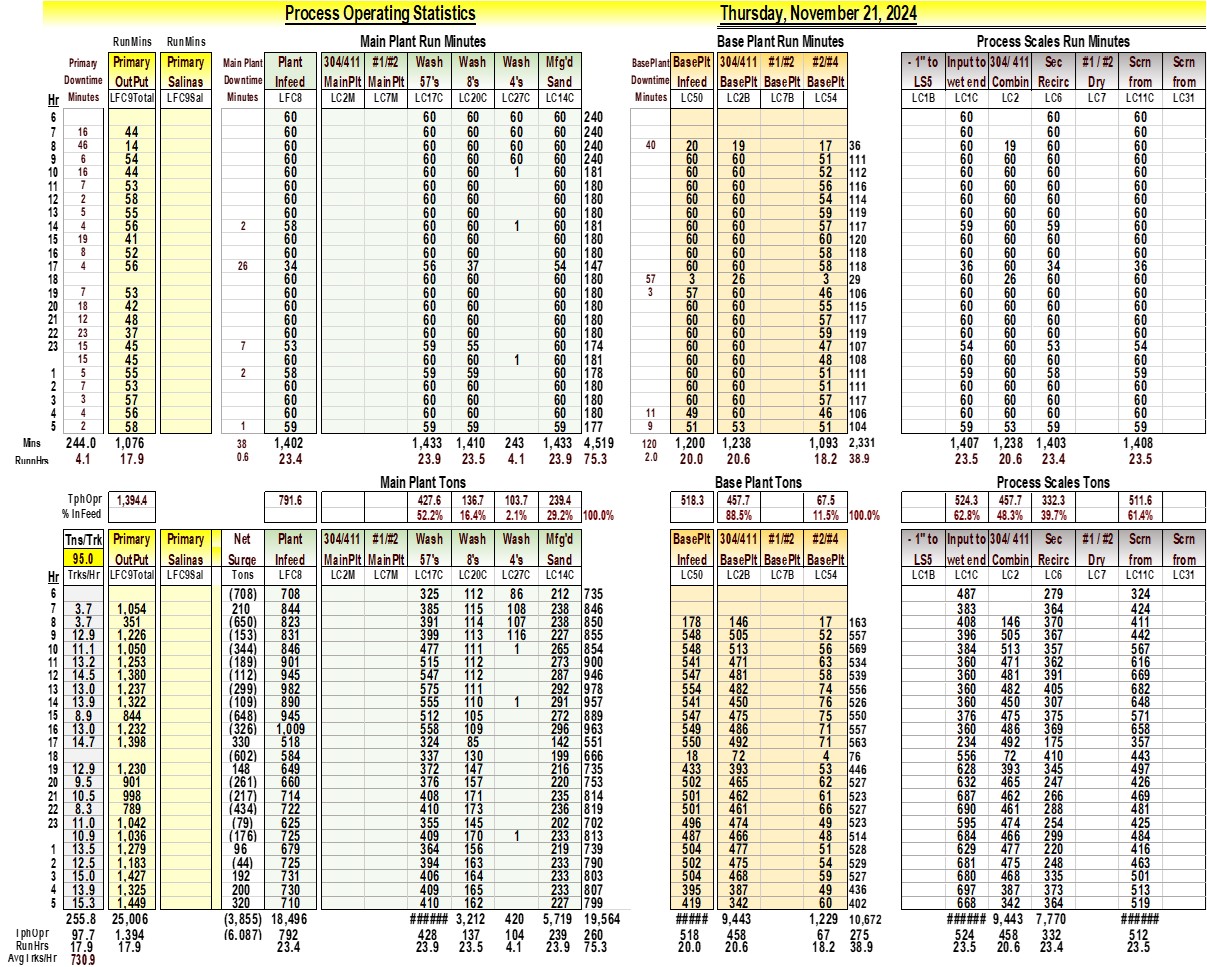 Process Operating Statistics Thursday, November 21, 2024
RunMins RunMins Main Plant Run Minutes Base Plant Run Minutes Process Scales Run Minutes
Primary Primary Primary Main Plant Plant 304/411 #1/#2 Wash Wash Wash Mfg'd BasePlant BasePlt 304/411 #1/#2 #2/#4 - 1" to Input to 304/ 411 Sec #1 / #2 Scrn Scrn
Downtime OutPut Salinas Downtime Infeed MainPlt MainPlt 57's 8's 4's Sand Downtime Infeed BasePlt BasePlt BasePlt LS5 wet end Combin Recirc Dry from from
Hr Minutes LFC9Total LFC9Sal Minutes LFC8 LC2M LC7M LC17C LC20C LC27C LC14C Minutes LC50 LC2B LC7B LC54 LC1B LC1C LC2 LC6 LC7 LC11C LC31
6 60 60 60 60 60 240 60 60 60
7 16 44 60 60 60 60 60 240 60 60 60
8 46 14 60 60 60 60 60 240 40 20 19 17 36 60 19 60 60
9 6 54 60 60 60 60 60 240 60 60 51 111 60 60 60 60
10 16 44 60 60 60 1 60 181 60 60 52 112 60 60 60 60
11 7 53 60 60 60 60 180 60 60 56 116 60 60 60 60
12 2 58 60 60 60 60 180 60 60 54 114 60 60 60 60
13 5 55 60 60 60 60 180 60 60 59 119 60 60 60 60
14 4 56 2 58 60 60 1 60 181 60 60 57 117 59 60 59 60
15 19 41 60 60 60 60 180 60 60 60 120 60 60 60 60
16 8 52 60 60 60 60 180 60 60 58 118 60 60 60 60
17 4 56 26 34 56 37 54 147 60 60 58 118 36 60 34 36
18 60 60 60 60 180 57 3 26 3 29 60 26 60 60
19 7 53 60 60 60 60 180 3 57 60 46 106 60 60 60 60
20 18 42 60 60 60 60 180 60 60 55 115 60 60 60 60
21 12 48 60 60 60 60 180 60 60 57 117 60 60 60 60
22 23 37 60 60 60 60 180 60 60 59 119 60 60 60 60
23 15 45 7 53 59 55 60 174 60 60 47 107 54 60 53 54
15 45 60 60 60 1 60 181 60 60 48 108 60 60 60 60
1 5 55 2 58 59 59 60 178 60 60 51 111 59 60 58 59
2 7 53 60 60 60 60 180 60 60 51 111 60 60 60 60
3 3 57 60 60 60 60 180 60 60 57 117 60 60 60 60
4 4 56 60 60 60 60 180 11 49 60 46 106 60 60 60 60
5 2 58 1 59 59 59 59 177 9 51 53 51 104 59 53 59 59
Mins 244.0 1,076 38 1,402 1,433 1,410 243 1,433 4,519 120 1,200 1,238 1,093 2,331 1,407 1,238 1,403 1,408
RunnHrs 4.1 17.9 0.6 23.4 23.9 23.5 4.1 23.9 75.3 2.0 20.0 20.6 18.2 38.9 23.5 20.6 23.4 23.5
Main Plant Tons Base Plant Tons Process Scales Tons
TphOpr 1,394.4 791.6 427.6 136.7 103.7 239.4 518.3 457.7 67.5 524.3 457.7 332.3 511.6
% InFeed 52.2% 16.4% 2.1% 29.2% 100.0% 88.5% 11.5% 100.0% 62.8% 48.3% 39.7% 61.4%
Tns/Trk Primary Primary Net Plant 304/411 #1/#2 Wash Wash Wash Mfg'd BasePlt 304/411 #1/#2 #2/#4 - 1" to Input to 304/ 411 Sec #1 / #2 Scrn Scrn
95.0 OutPut Salinas Surge Infeed MainPlt MainPlt 57's 8's 4's Sand Infeed BasePlt BasePlt BasePlt LS5 wet end Combin Recirc Dry from from
Hr Trks/Hr LFC9Total LFC9Sal Tons LFC8 LC2M LC7M LC17C LC20C LC27C LC14C LC50 LC2B LC7B LC54 LC1B LC1C LC2 LC6 LC7 LC11C LC31
6 (708) 708 325 112 86 212 735 487 279 324
7 3.7 1,054 210 844 385 115 108 238 846 383 364 424
8 3.7 351 (650) 823 391 114 107 238 850 178 146 17 163 408 146 370 411
9 12.9 1,226 (153) 831 399 113 116 227 855 548 505 52 557 396 505 367 442
10 11.1 1,050 (344) 846 477 111 1 265 854 548 513 56 569 384 513 357 567
11 13.2 1,253 (189) 901 515 112 273 900 541 471 63 534 360 471 362 616
12 14.5 1,380 (112) 945 547 112 287 946 547 481 58 539 360 481 391 669
13 13.0 1,237 (299) 982 575 111 292 978 554 482 74 556 360 482 405 682
14 13.9 1,322 (109) 890 555 110 1 291 957 541 450 76 526 360 450 307 648
15 8.9 844 (648) 945 512 105 272 889 547 475 75 550 376 475 375 571
16 13.0 1,232 (326) 1,009 558 109 296 963 549 486 71 557 360 486 369 658
17 14.7 1,398 330 518 324 85 142 551 550 492 71 563 234 492 175 357
18 (602) 584 337 130 199 666 18 72 4 76 556 72 410 443
19 12.9 1,230 148 649 372 147 216 735 433 393 53 446 628 393 345 497
20 9.5 901 (261) 660 376 157 220 753 502 465 62 527 632 465 247 426
21 10.5 998 (217) 714 408 171 235 814 501 462 61 523 687 462 266 469
22 8.3 789 (434) 722 410 173 236 819 501 461 66 527 690 461 288 481
23 11.0 1,042 (79) 625 355 145 202 702 496 474 49 523 595 474 254 425
10.9 1,036 (176) 725 409 170 1 233 813 487 466 48 514 684 466 299 484
1 13.5 1,279 96 679 364 156 219 739 504 477 51 528 629 477 220 416
2 12.5 1,183 (44) 725 394 163 233 790 502 475 54 529 681 475 248 463
3 15.0 1,427 192 731 406 164 233 803 504 468 59 527 680 468 335 501
4 13.9 1,325 200 730 409 165 233 807 395 387 49 436 697 387 373 513
5 15.3 1,449 320 710 410 162 227 799 419 342 60 402 668 342 364 519
255.8 25,006 (3,855) 18,496 ###### 3,212 420 5,719 19,564 ##### 9,443 1,229 10,672 ###### 9,443 7,770 ######
TphOpr 97.7 1,394 (6,087) 792 428 137 104 239 260 518 458 67 275 524 458 332 512
RunHrs 17.9 17.9 23.4 23.9 23.5 4.1 23.9 75.3 20.0 20.6 18.2 38.9 23.5 20.6 23.4 23.5
AvgTrks/Hr 730.9